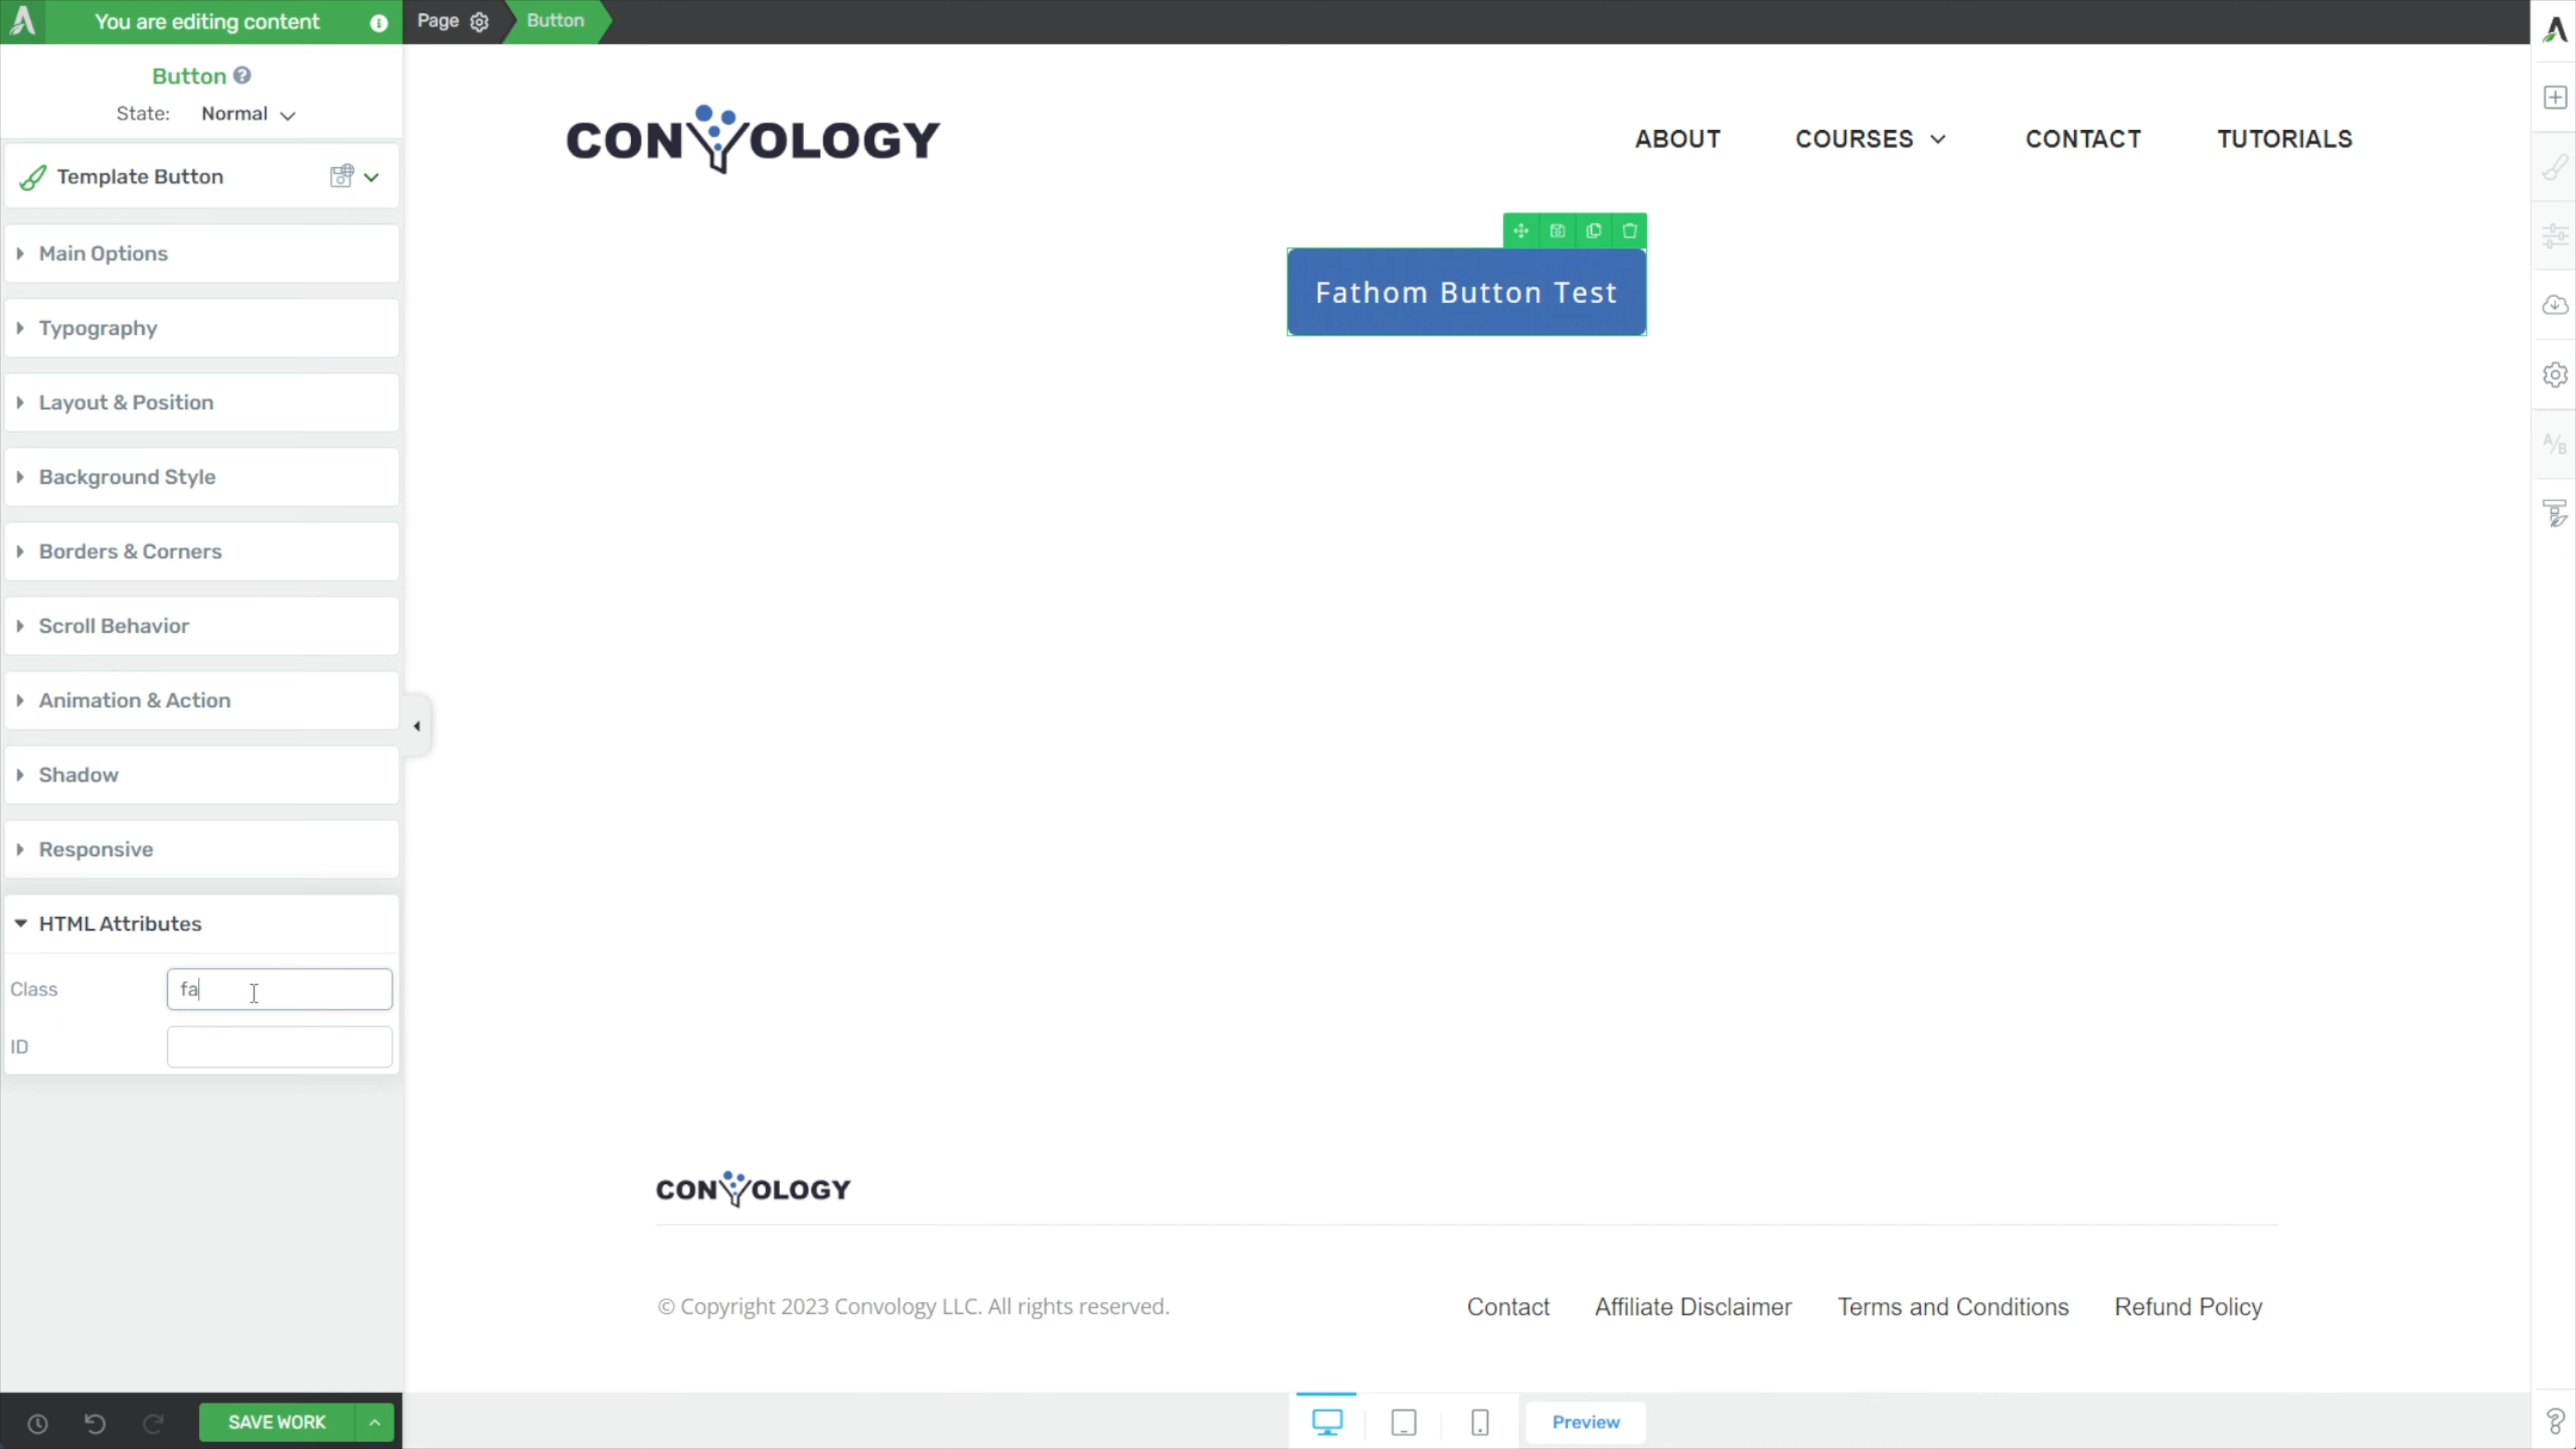 You are editing content
Page
Button
Button
State: Normal
Template Button
Main Options
Typography
Layout & Position
Background Style
Borders & Corners
Scroll Behavior
Animation & Action
Shadow
Responsive
HTML Attributes
Class fa
ID
SAVE WORK
CONVOLOGY
ABOUT COURSES CONTACT TUTORIALS
Fathom Button Test
CONVOLOGY
© Copyright 2023 Convology LLC. All rights reserved.
Contact Affiliate Disclaimer Terms and Conditions Refund Policy
Preview
A/B